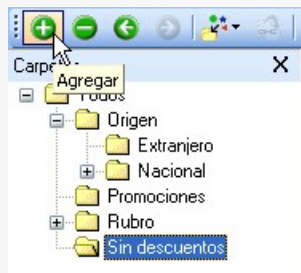 Carpe
X
Agregar
Todos
Origen
Extranjero
Nacional
Promociones
Rubro
Sin descuentos